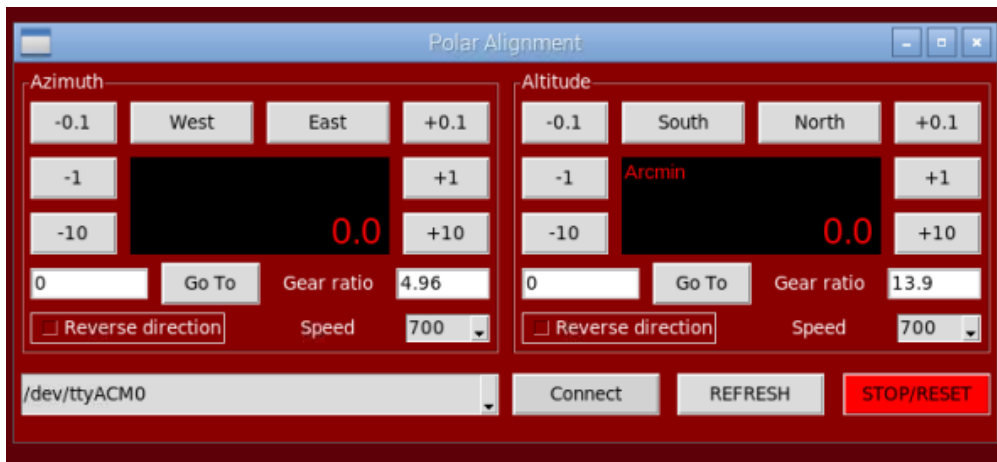 Polar Alignment
Azimuth
-0.1 West East +0.1
-1 +1
-10 0.0 +10
0 Go To Gear ratio 4.96
Reverse direction Speed 700
Altitude
-0.1 South North +0.1
-1 Arcmin +1
-10 0.0 +10
0 Go To Gear ratio 13.9
Reverse direction Speed 700
/dev/ttyACM0 Connect REFRESH STOP/RESET